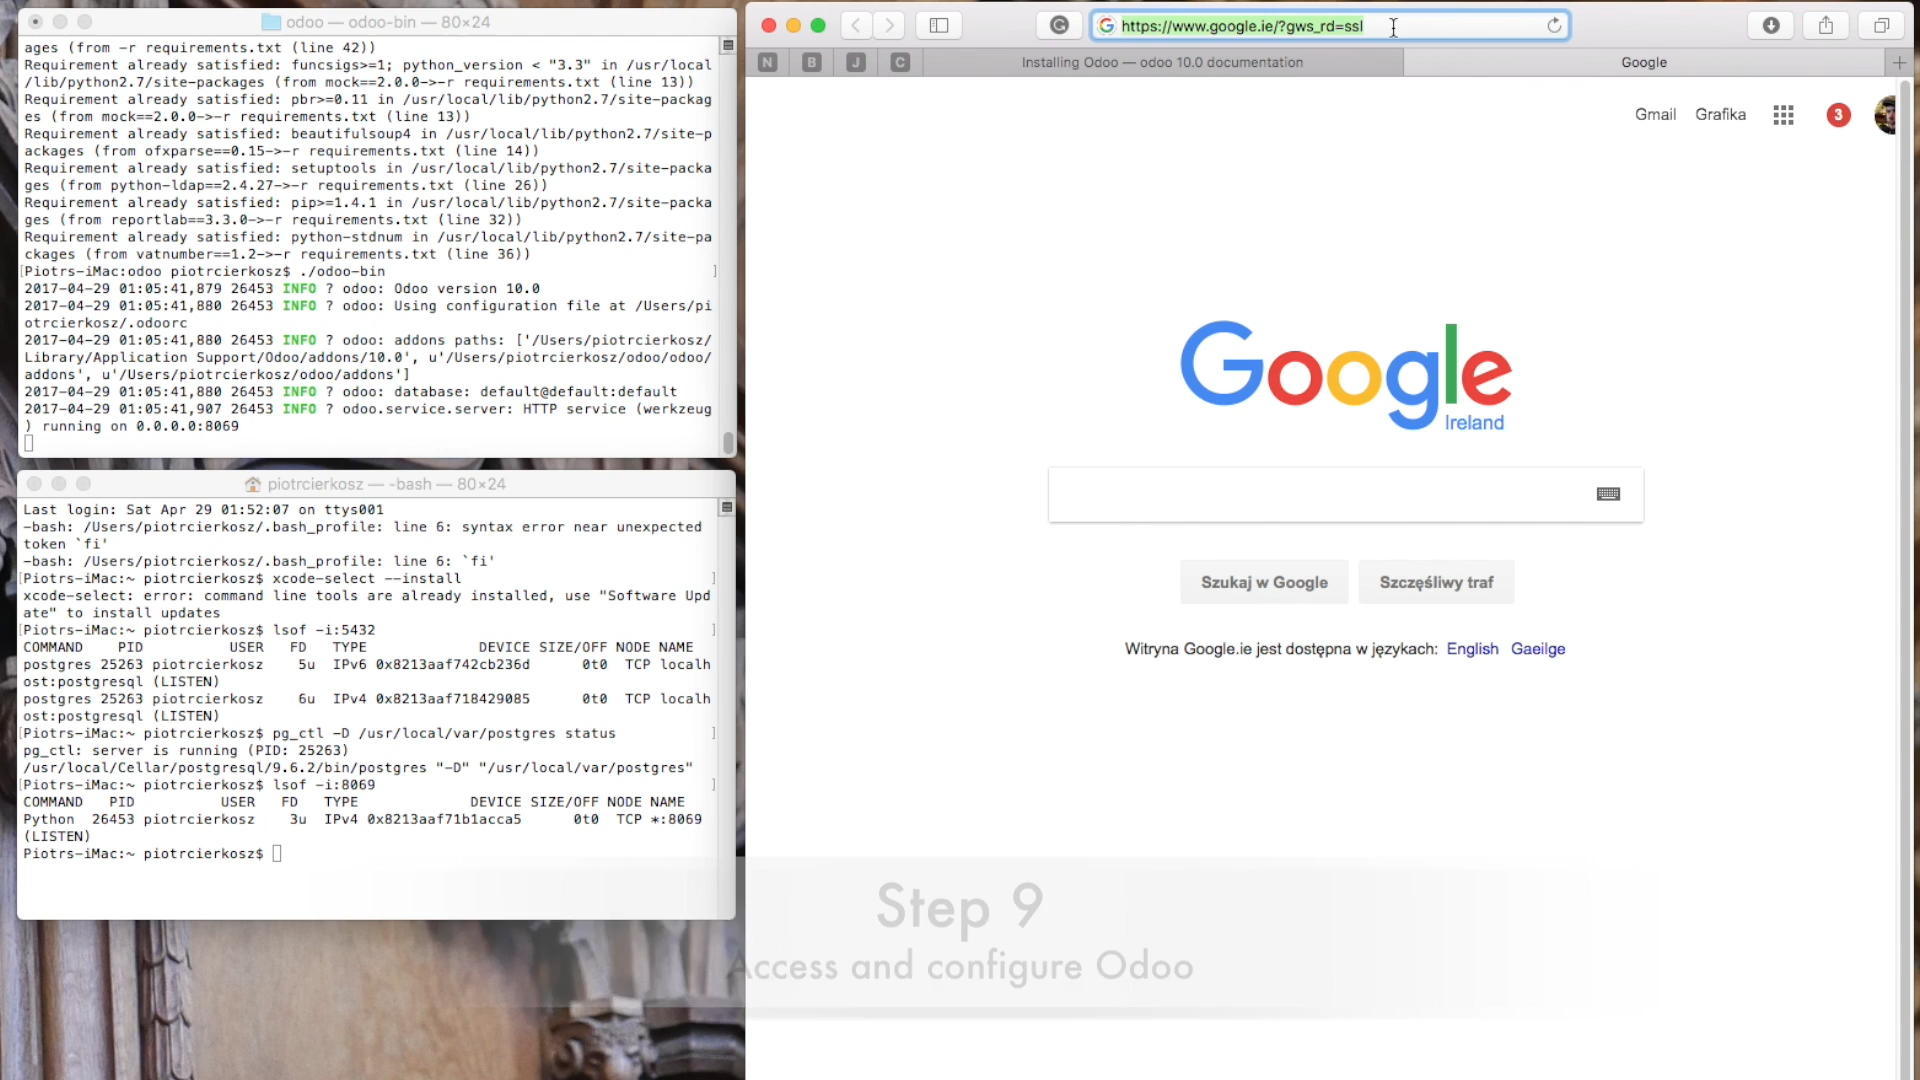 odoo — odoo-bin — 80×24
ages (from -r requirements.txt (line 42))
Requirement already satisfied: funcsigs>=1; python_version < "3.3" in /usr/local
/lib/python2.7/site-packages (from mock==2.0.0->-r requirements.txt (line 13))
Requirement already satisfied: pbr>=0.11 in /usr/local/lib/python2.7/site-packag
es (from mock==2.0.0->-r requirements.txt (line 13))
Requirement already satisfied: beautifulsoup4 in /usr/local/lib/python2.7/site-p
ackages (from ofxparse==0.15->-r requirements.txt (line 14))
Requirement already satisfied: setuptools in /usr/local/lib/python2.7/site-packa
ges (from python-ldap==2.4.27->-r requirements.txt (line 26))
Requirement already satisfied: pip>=1.4.1 in /usr/local/lib/python2.7/site-packa
ges (from reportlab==3.3.0->-r requirements.txt (line 32))
Requirement already satisfied: python-stdnum in /usr/local/lib/python2.7/site-pa
ckages (from vatnumber==1.2->-r requirements.txt (line 36))
[Piotrs-iMac:odoo piotrcierkosz$ ./odoo-bin ]
2017-04-29 01:05:41,879 26453 INFO ? odoo: Odoo version 10.0
2017-04-29 01:05:41,880 26453 INFO ? odoo: Using configuration file at /Users/pi
otrcierkosz/.odoorc
2017-04-29 01:05:41,880 26453 INFO ? odoo: addons paths: ['/Users/piotrcierkosz/
Library/Application Support/Odoo/addons/10.0', u'/Users/piotrcierkosz/odoo/odoo/
addons', u'/Users/piotrcierkosz/odoo/addons']
2017-04-29 01:05:41,880 26453 INFO ? odoo: database: default@default:default
2017-04-29 01:05:41,907 26453 INFO ? odoo.service.server: HTTP service (werkzeug
) running on 0.0.0.0:8069
piotrcierkosz — -bash — 80×24
Last login: Sat Apr 29 01:52:07 on ttys001
-bash: /Users/piotrcierkosz/.bash_profile: line 6: syntax error near unexpected
token `fi'
-bash: /Users/piotrcierkosz/.bash_profile: line 6: `fi'
[Piotrs-iMac:~ piotrcierkosz$ xcode-select --install ]
xcode-select: error: command line tools are already installed, use "Software Upd
ate" to install updates
[Piotrs-iMac:~ piotrcierkosz$ lsof -i:5432 ]
COMMAND PID USER FD TYPE DEVICE SIZE/OFF NODE NAME
postgres 25263 piotrcierkosz 5u IPv6 0x8213aaf742cb236d 0t0 TCP localh
ost:postgresql (LISTEN)
postgres 25263 piotrcierkosz 6u IPv4 0x8213aaf718429085 0t0 TCP localh
ost:postgresql (LISTEN)
[Piotrs-iMac:~ piotrcierkosz$ pg_ctl -D /usr/local/var/postgres status ]
pg_ctl: server is running (PID: 25263)
/usr/local/Cellar/postgresql/9.6.2/bin/postgres "-D" "/usr/local/var/postgres"
[Piotrs-iMac:~ piotrcierkosz$ lsof -i:8069 ]
COMMAND PID USER FD TYPE DEVICE SIZE/OFF NODE NAME
Python 26453 piotrcierkosz 3u IPv4 0x8213aaf71b1acca5 0t0 TCP *:8069
(LISTEN)
Piotrs-iMac:~ piotrcierkosz$
https://www.google.ie/?gws_rd=ssl
N B J C Installing Odoo — odoo 10.0 documentation Google
Gmail Grafika 3
Google
Ireland
Szukaj w Google Szczęśliwy traf
Witryna Google.ie jest dostępna w językach: English Gaeilge
Step 9
Access and configure Odoo